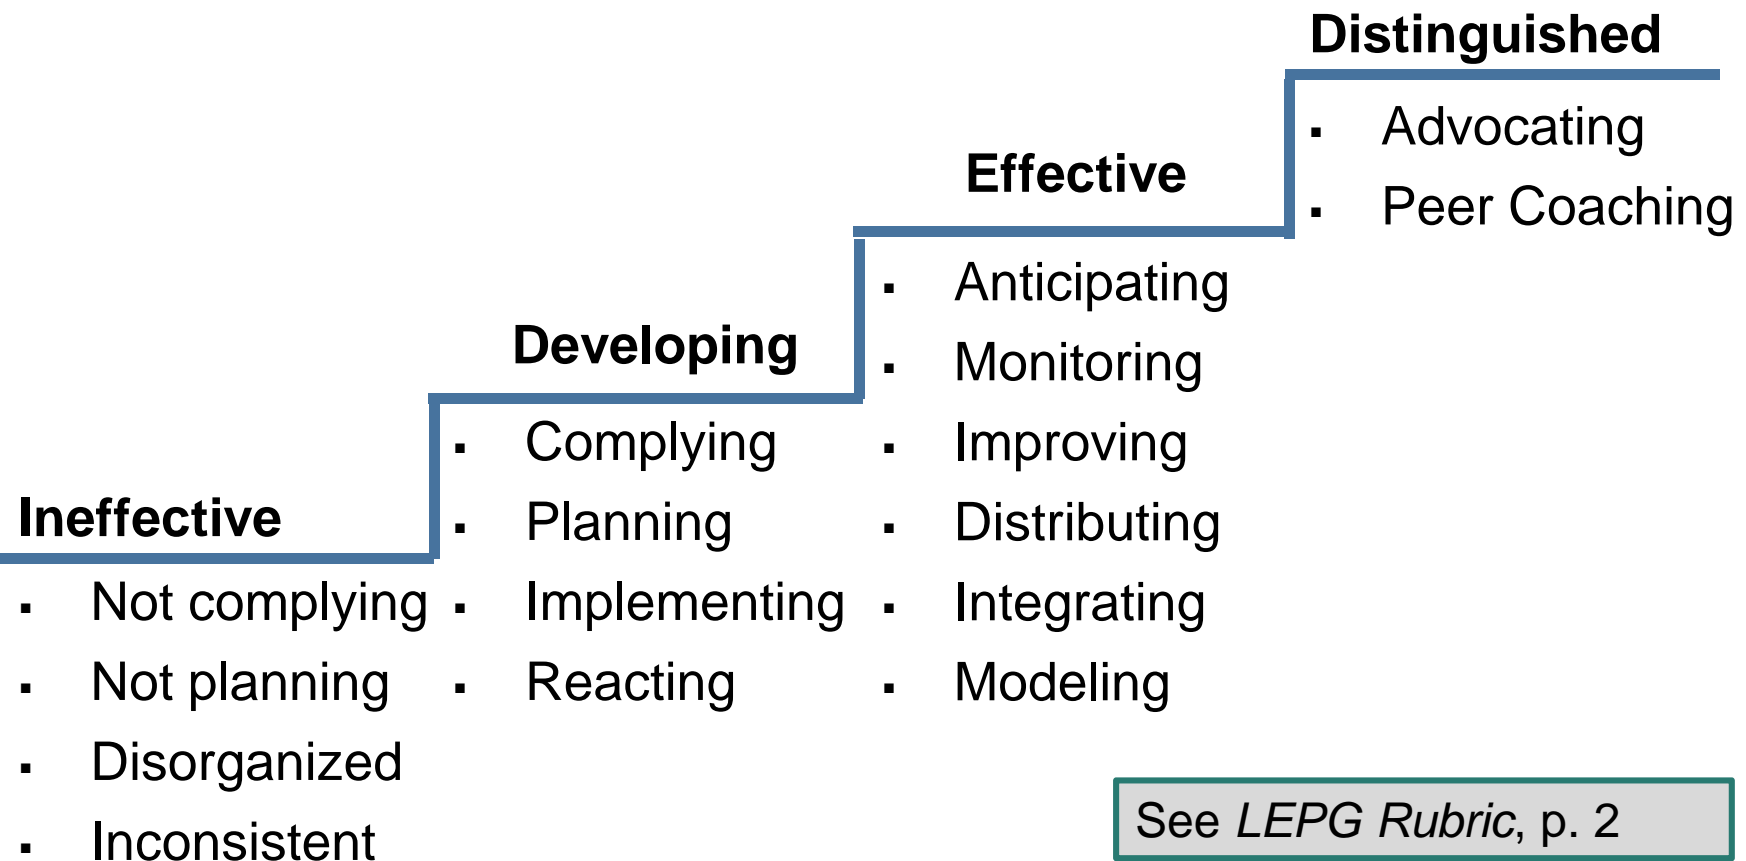 Distinguished
▪ Advocating
▪ Peer Coaching
Effective
▪ Anticipating
▪ Monitoring
▪ Improving
▪ Distributing
▪ Integrating
▪ Modeling
Developing
▪ Complying
▪ Planning
▪ Implementing
▪ Reacting
Ineffective
▪ Not complying
▪ Not planning
▪ Disorganized
▪ Inconsistent
See LEPG Rubric, p. 2